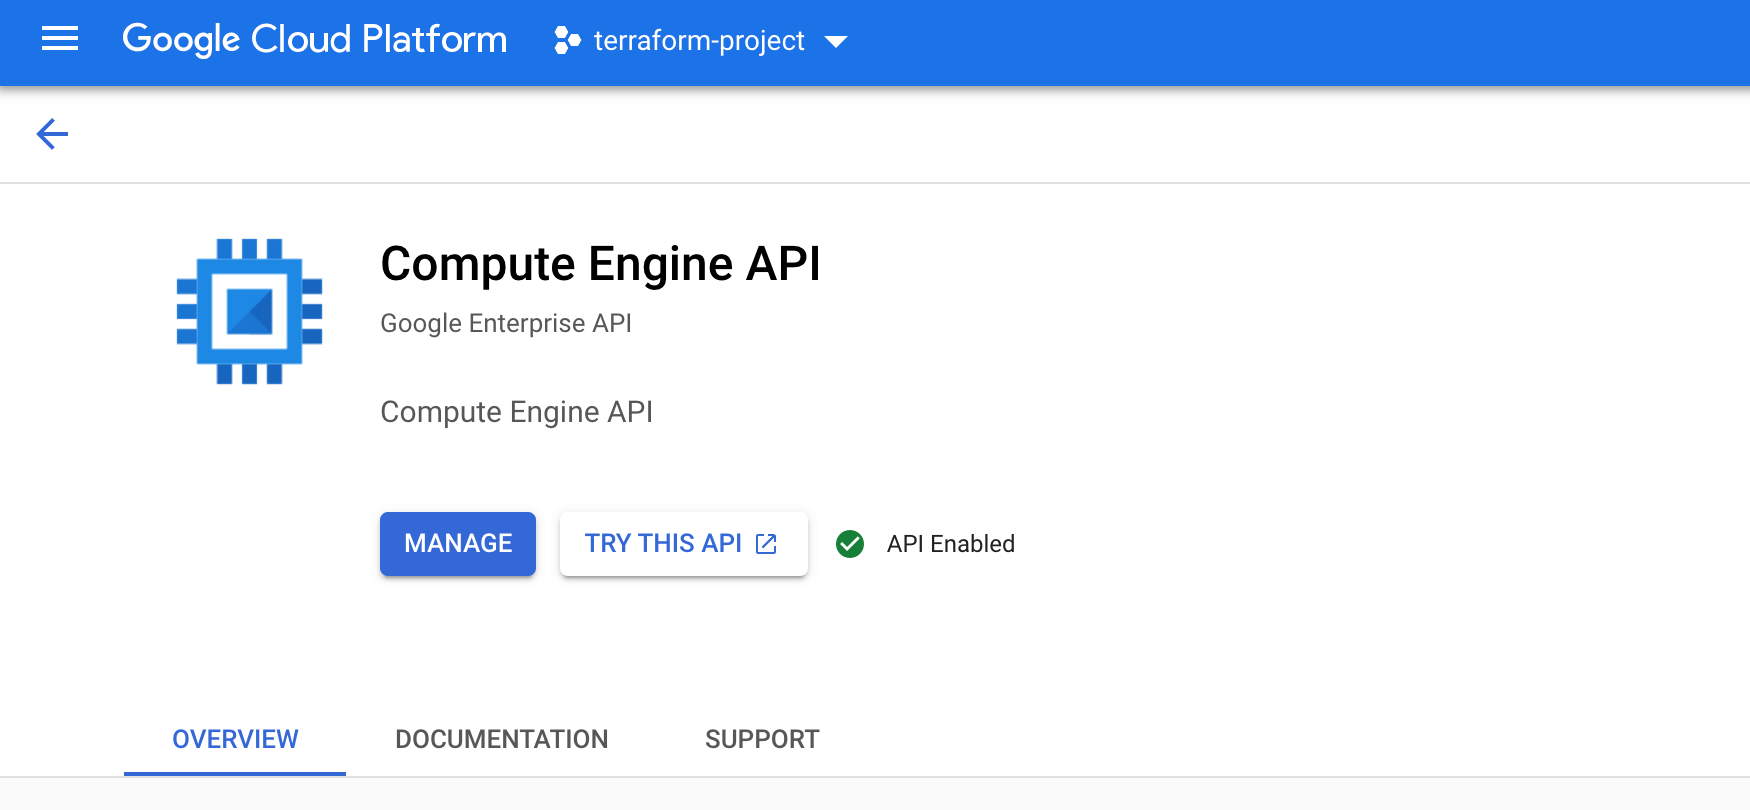 Google Cloud Platform terraform-project
Compute Engine API
Google Enterprise API
Compute Engine API
MANAGE TRY THIS API API Enabled
OVERVIEW DOCUMENTATION SUPPORT